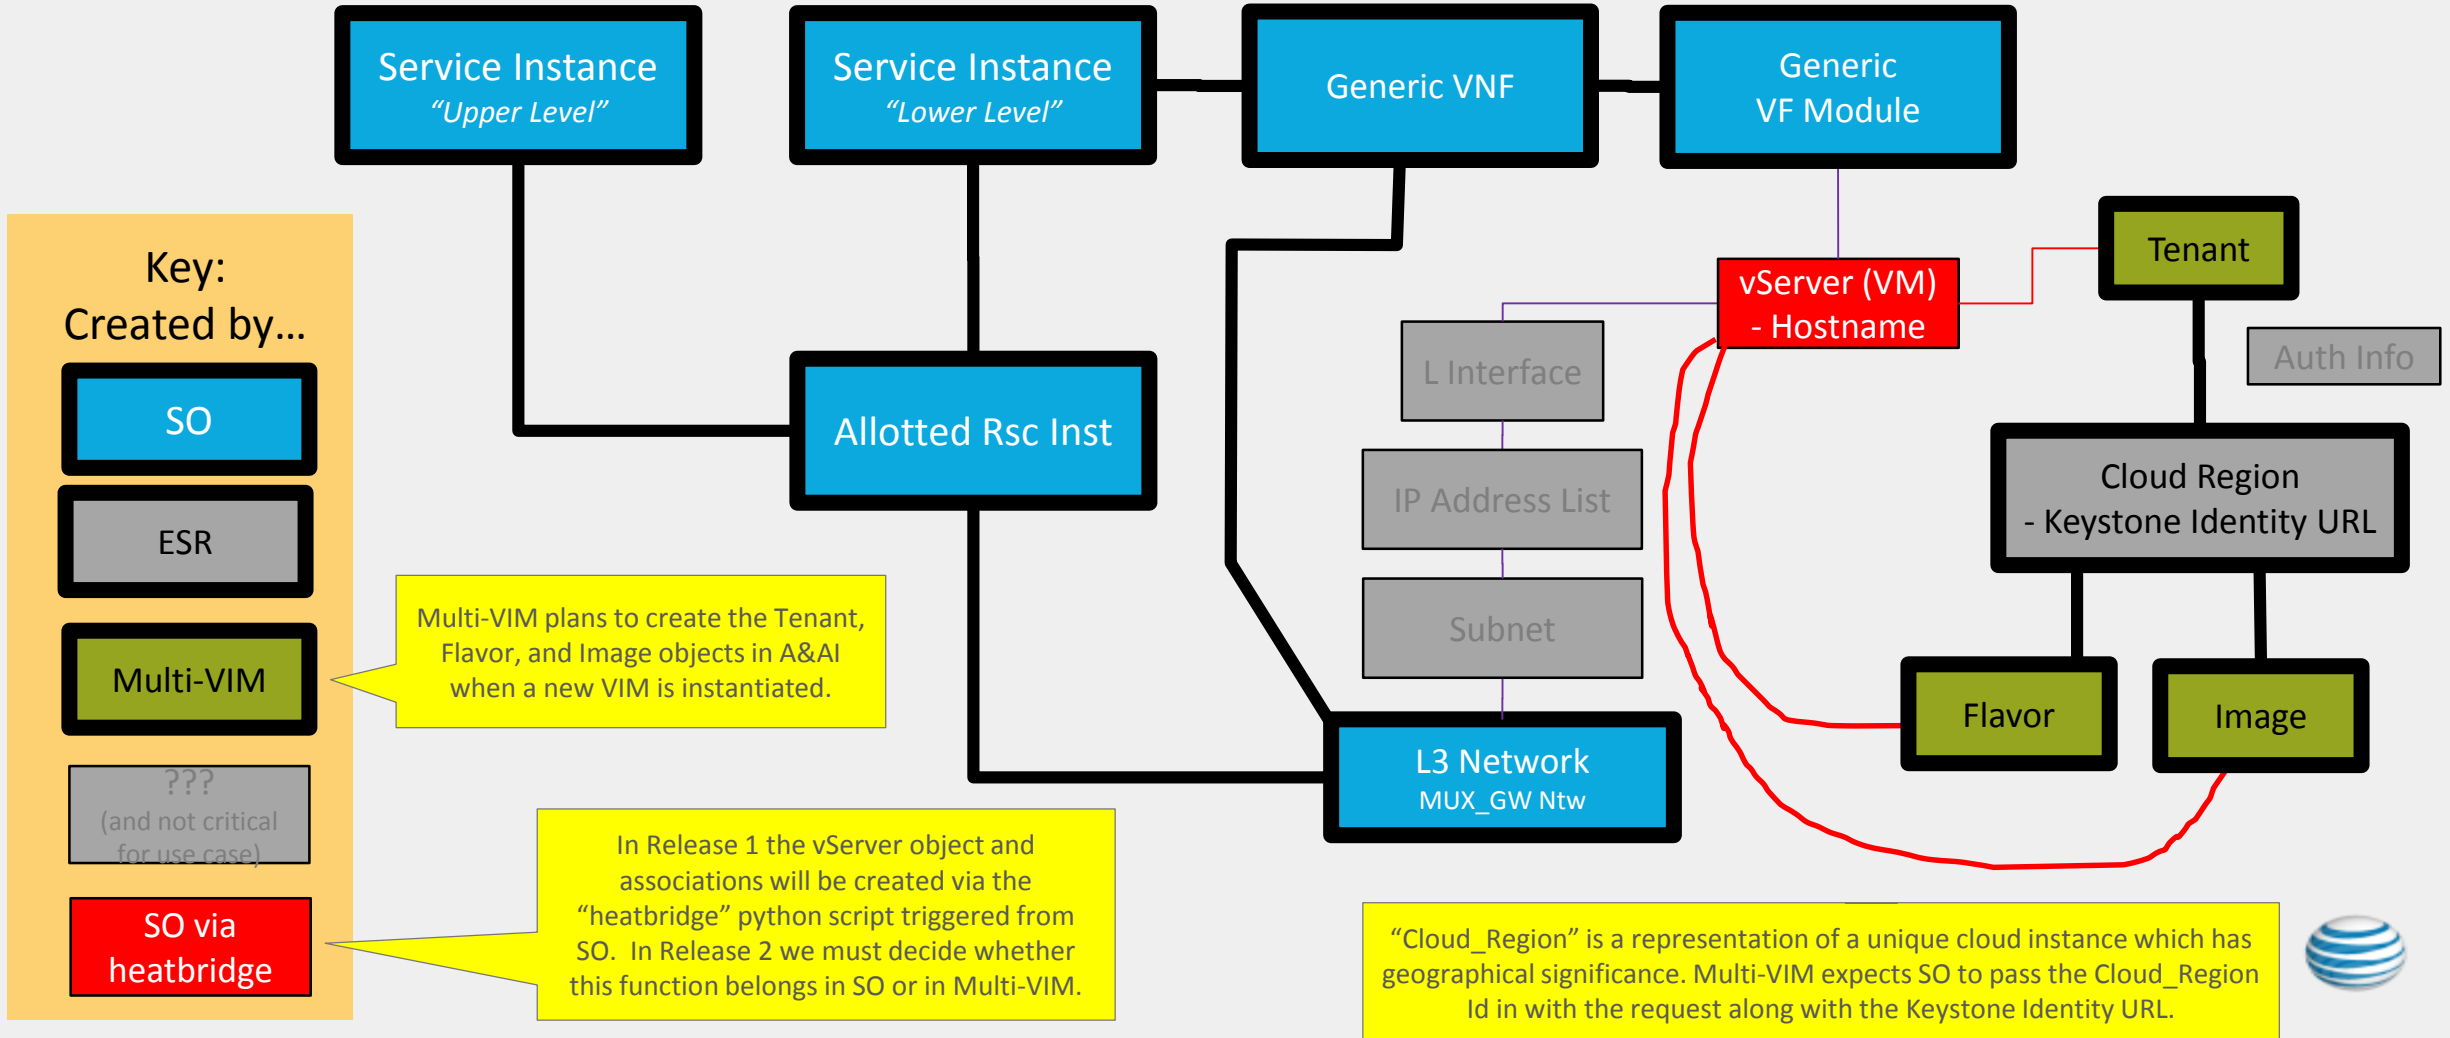 Service Instance
“Upper Level”
Service Instance
“Lower Level”
Generic VNF
Generic
VF Module
Key:
Created by...
SO
ESR
Multi-VIM
???
(and not critical
for use case)
SO via
heatbridge
Multi-VIM plans to create the Tenant,
Flavor, and Image objects in A&AI
when a new VIM is instantiated.
In Release 1 the vServer object and
associations will be created via the
“heatbridge” python script triggered from
SO. In Release 2 we must decide whether
this function belongs in SO or in Multi-VIM.
Allotted Rsc Inst
vServer (VM)
- Hostname
Tenant
Auth Info
L Interface
IP Address List
Subnet
L3 Network
MUX_GW Ntw
Cloud Region
- Keystone Identity URL
Flavor
Image
“Cloud_Region” is a representation of a unique cloud instance which has
geographical significance. Multi-VIM expects SO to pass the Cloud_Region
Id in with the request along with the Keystone Identity URL.